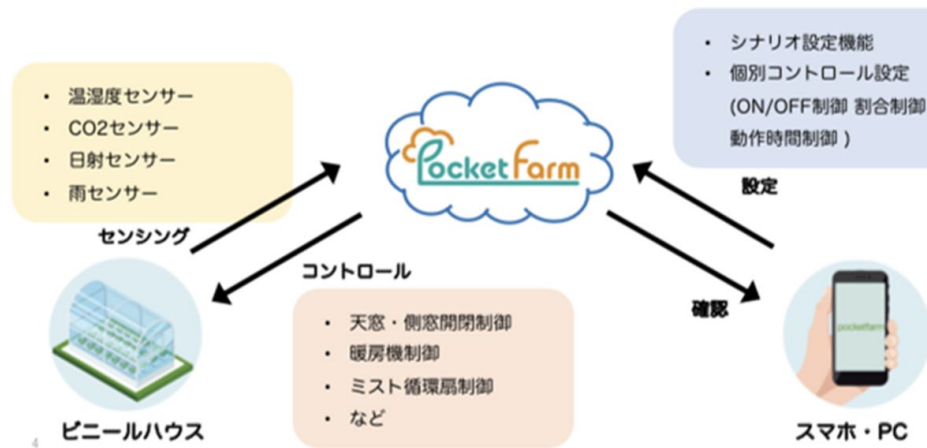 ・ 温湿度センサー
・ CO2センサー
・ 日射センサー
・ 雨センサー
センシング
PocketFarm
・ シナリオ設定機能
・ 個別コントロール設定
(ON/OFF制御 割合制御
動作時間制御 )
設定
コントロール
・ 天窓・側窓開閉制御
・ 暖房機制御
・ ミスト循環扇制御
・ など
確認
pocketfarm
ビニールハウス
スマホ・PC
4